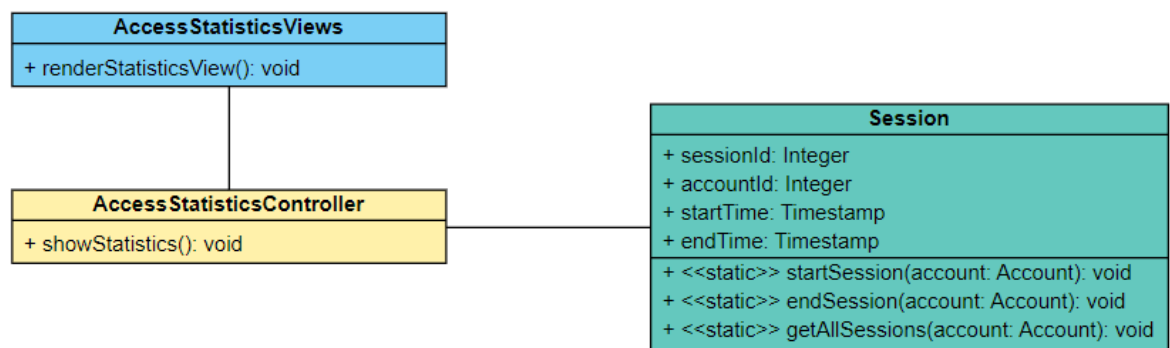 AccessStatisticsViews
+ renderStatisticsView(): void
AccessStatisticsController
+ showStatistics(): void
Session
+ sessionId: Integer
+ accountId: Integer
+ startTime: Timestamp
+ endTime: Timestamp
+ <<static>> startSession(account: Account): void
+ <<static>> endSession(account: Account): void
+ <<static>> getAllSessions(account: Account): void